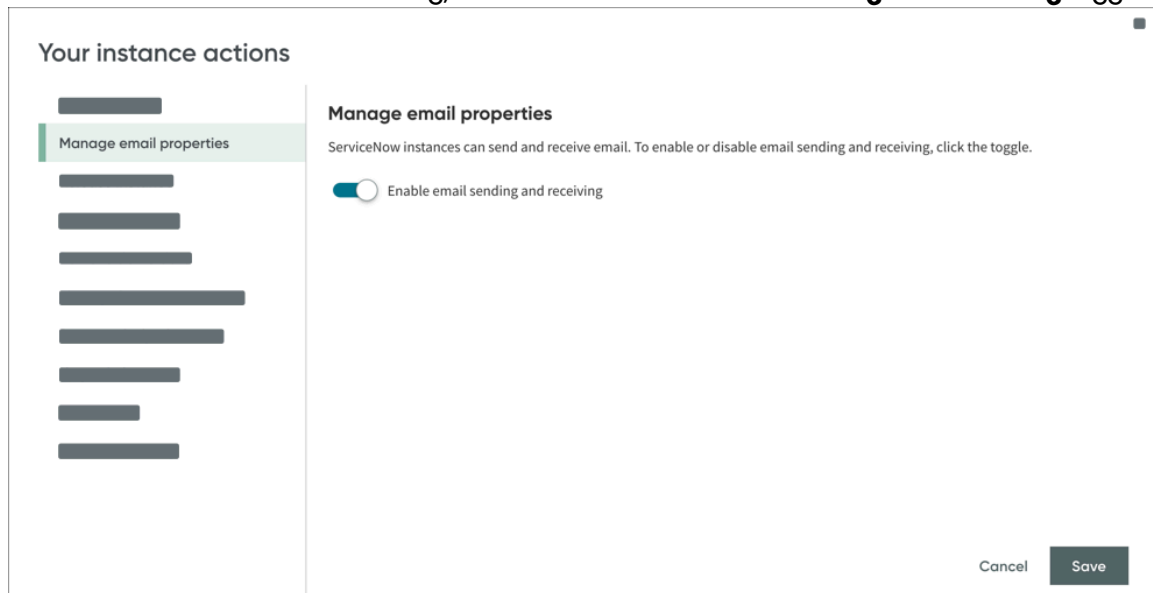 Your instance actions
Manage email properties
Manage email properties
ServiceNow instances can send and receive email. To enable or disable email sending and receiving, click the toggle.
Enable email sending and receiving
Cancel
Save